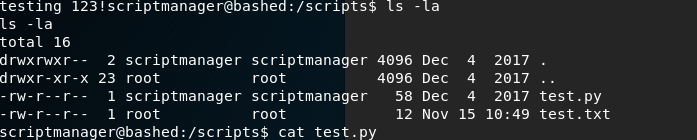 testing 123!scriptmanager@bashed:/scripts$ ls -la
ls -la
total 16
drwxrwxr--  2 scriptmanager scriptmanager 4096 Dec  4  2017 .
drwxr-xr-x 23 root          root          4096 Dec  4  2017 ..
-rw-r--r--  1 scriptmanager scriptmanager   58 Dec  4  2017 test.py
-rw-r--r--  1 root          root            12 Nov 15 10:49 test.txt
scriptmanager@bashed:/scripts$ cat test.py